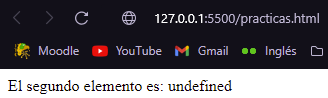 127.0.0.1:5500/practicas.html
Moodle YouTube Gmail Inglés
El segundo elemento es: undefined